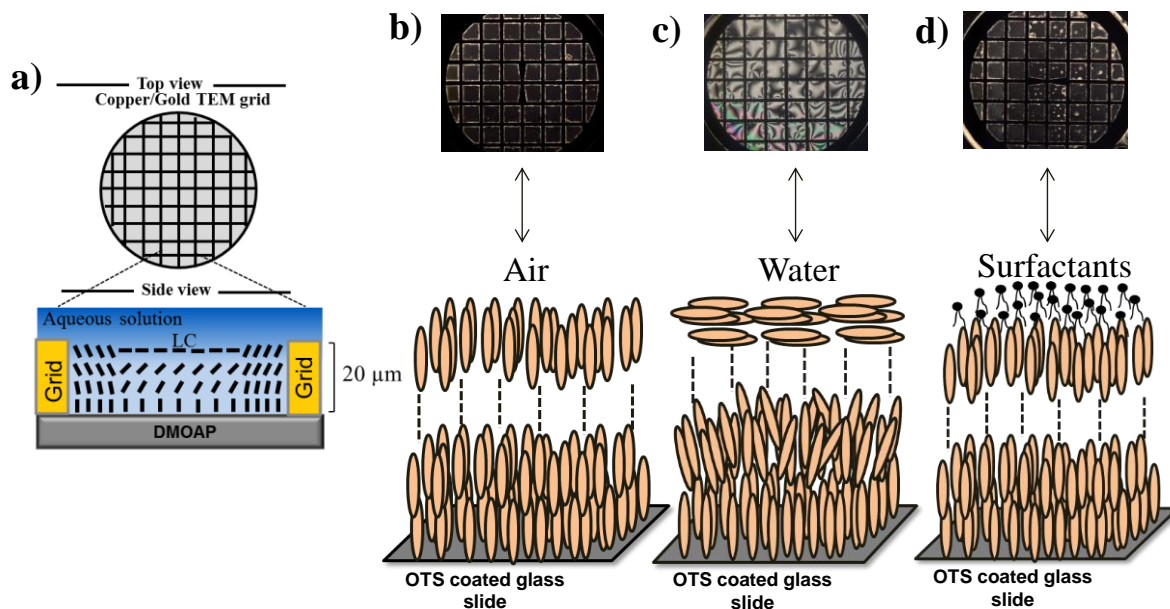 a)
Top view
Copper/Gold TEM grid
Side view
Aqueous solution
LC
Grid
Grid
20 µm
DMOAP
b)
Air
OTS coated glass
slide
c)
Water
OTS coated glass
slide
d)
Surfactants
OTS coated glass
slide